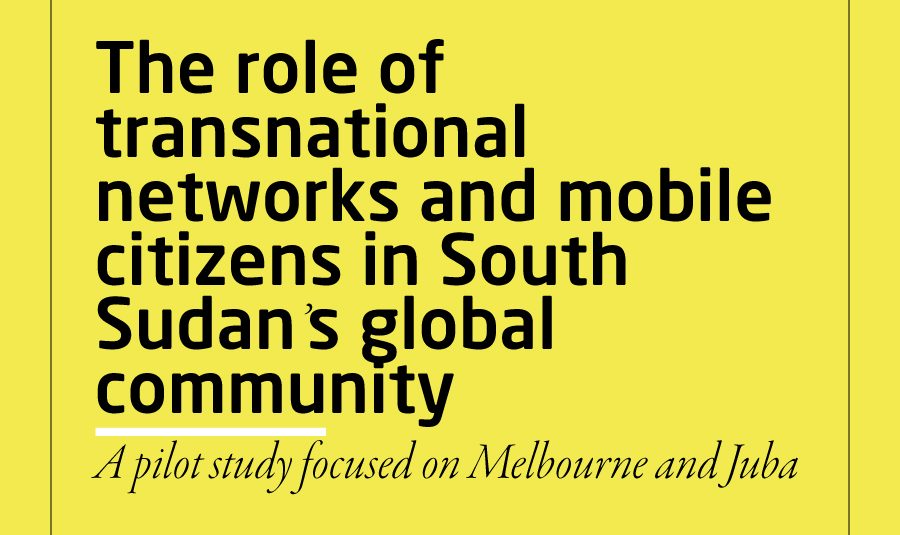 The role of
transnational
networks and mobile
citizens in South
Sudan’s global
community
A pilot study focused on Melbourne and Juba